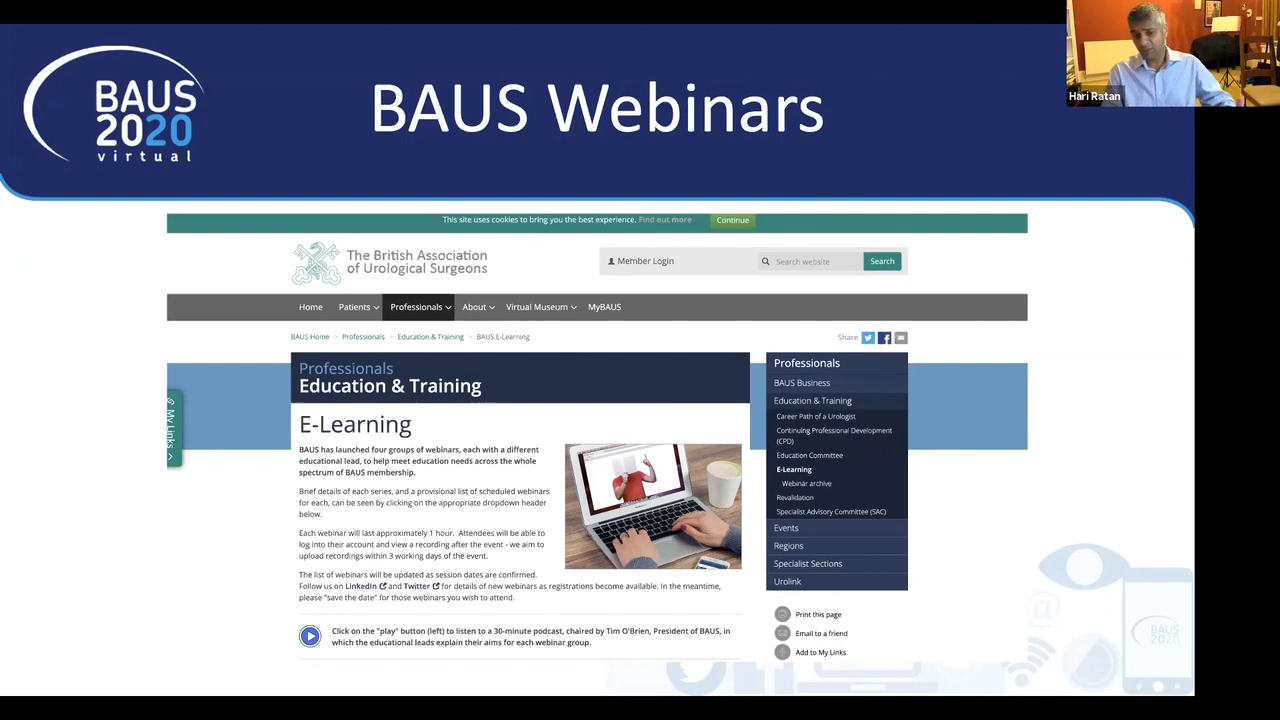 BAUS
2020
virtual
BAUS Webinars
Hari Ratan
This site uses cookies to bring you the best experience. Find out more
Continue
The British Association
of Urological Surgeons
Member Login
Search website
Search
Home
Patients
Professionals
About
Virtual Museum
MyBAUS
BAUS Home > Professionals > Education & Training > BAUS E-Learning
Share
My Links
Professionals
Education & Training
E-Learning
BAUS has launched four groups of webinars, each with a different
educational lead, to help meet education needs across the whole
spectrum of BAUS membership.
Brief details of each series, and a provisional list of scheduled webinars
for each, can be seen by clicking on the appropriate dropdown header
below.
Each webinar will last approximately 1 hour. Attendees will be able to
log into their account and view a recording after the event - we aim to
upload recordings within 3 working days of the event.
The list of webinars will be updated as session dates are confirmed.
Follow us on LinkedIn and Twitter for details of new webinars as registrations become available. In the meantime,
please "save the date" for those webinars you wish to attend.
Click on the "play" button (left) to listen to a 30-minute podcast, chaired by Tim O'Brien, President of BAUS, in
which the educational leads explain their aims for each webinar group.
Professionals
BAUS Business
Education & Training
Career Path of a Urologist
Continuing Professional Development
(CPD)
Education Committee
E-Learning
Webinar archive
Revalidation
Specialist Advisory Committee (SAC)
Events
Regions
Specialist Sections
Urolink
Print this page
Email to a friend
Add to My Links
BAUS
2020